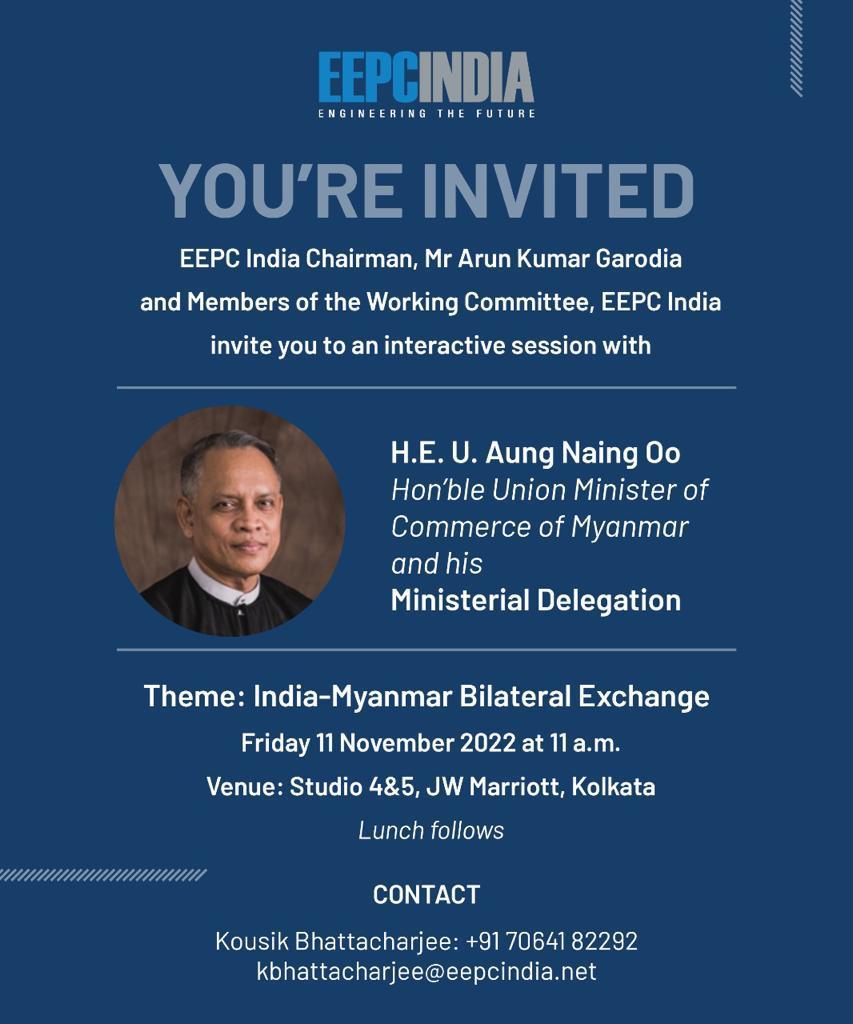 EEPCINDIA
ENGINEERING THE FUTURE
YOU'RE INVITED
EEPC India Chairman, Mr Arun Kumar Garodia
and Members of the Working Committee, EEPC India
invite you to an interactive session with
H.E. U. Aung Naing Oo
Hon'ble Union Minister of
Commerce of Myanmar
and his
Ministerial Delegation
Theme: India-Myanmar Bilateral Exchange
Friday 11 November 2022 at 11 a.m.
Venue: Studio 4&5, JW Marriott, Kolkata
Lunch follows
CONTACT
Kousik Bhattacharjee: +91 70641 82292
kbhattacharjee@eepcindia.net